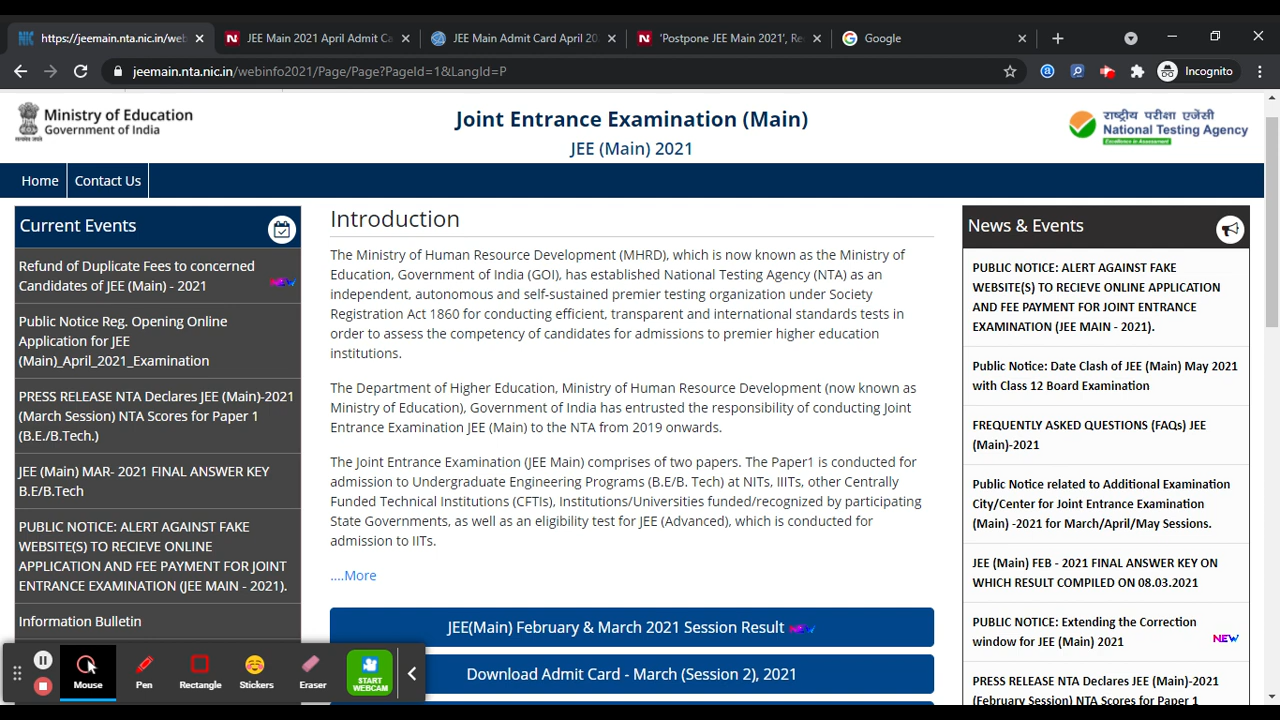 https://jeemain.nta.nic.in/web
JEE Main 2021 April Admit Ca
JEE Main Admit Card April 20
'Postpone JEE Main 2021', Re
Google
jeemain.nta.nic.in/webinfo2021/Page/Page?PageId=1&LangId=P
Incognito
Ministry of Education
Government of India
Joint Entrance Examination (Main)
JEE (Main) 2021
राष्ट्रीय परीक्षा एजेंसी
National Testing Agency
Excellence in Assessment
Home
Contact Us
Current Events
Refund of Duplicate Fees to concerned
Candidates of JEE (Main) - 2021
NEW
Public Notice Reg. Opening Online
Application for JEE
(Main)_April_2021_Examination
PRESS RELEASE NTA Declares JEE (Main)-2021
(March Session) NTA Scores for Paper 1
(B.E./B.Tech.)
JEE (Main) MAR- 2021 FINAL ANSWER KEY
B.E/B.Tech
PUBLIC NOTICE: ALERT AGAINST FAKE
WEBSITE(S) TO RECIEVE ONLINE
APPLICATION AND FEE PAYMENT FOR JOINT
ENTRANCE EXAMINATION (JEE MAIN - 2021).
Information Bulletin
Introduction
The Ministry of Human Resource Development (MHRD), which is now known as the Ministry of
Education, Government of India (GOI), has established National Testing Agency (NTA) as an
independent, autonomous and self-sustained premier testing organization under Society
Registration Act 1860 for conducting efficient, transparent and international standards tests in
order to assess the competency of candidates for admissions to premier higher education
institutions.
The Department of Higher Education, Ministry of Human Resource Development (now known as
Ministry of Education), Government of India has entrusted the responsibility of conducting Joint
Entrance Examination JEE (Main) to the NTA from 2019 onwards.
The Joint Entrance Examination (JEE Main) comprises of two papers. The Paper1 is conducted for
admission to Undergraduate Engineering Programs (B.E/B. Tech) at NITs, IIITs, other Centrally
Funded Technical Institutions (CFTIs), Institutions/Universities funded/recognized by participating
State Governments, as well as an eligibility test for JEE (Advanced), which is conducted for
admission to IITs.
....More
JEE(Main) February & March 2021 Session Result NEW
Download Admit Card - March (Session 2), 2021
News & Events
PUBLIC NOTICE: ALERT AGAINST FAKE
WEBSITE(S) TO RECIEVE ONLINE APPLICATION
AND FEE PAYMENT FOR JOINT ENTRANCE
EXAMINATION (JEE MAIN - 2021).
Public Notice: Date Clash of JEE (Main) May 2021
with Class 12 Board Examination
FREQUENTLY ASKED QUESTIONS (FAQs) JEE
(Main)-2021
Public Notice related to Additional Examination
City/Center for Joint Entrance Examination
(Main) -2021 for March/April/May Sessions.
JEE (Main) FEB - 2021 FINAL ANSWER KEY ON
WHICH RESULT COMPILED ON 08.03.2021
PUBLIC NOTICE: Extending the Correction
window for JEE (Main) 2021
NEW
PRESS RELEASE NTA Declares JEE (Main)-2021
(February Session) NTA Scores for Paper 1
Mouse
Pen
Rectangle
Stickers
Eraser
START
WEBCAM